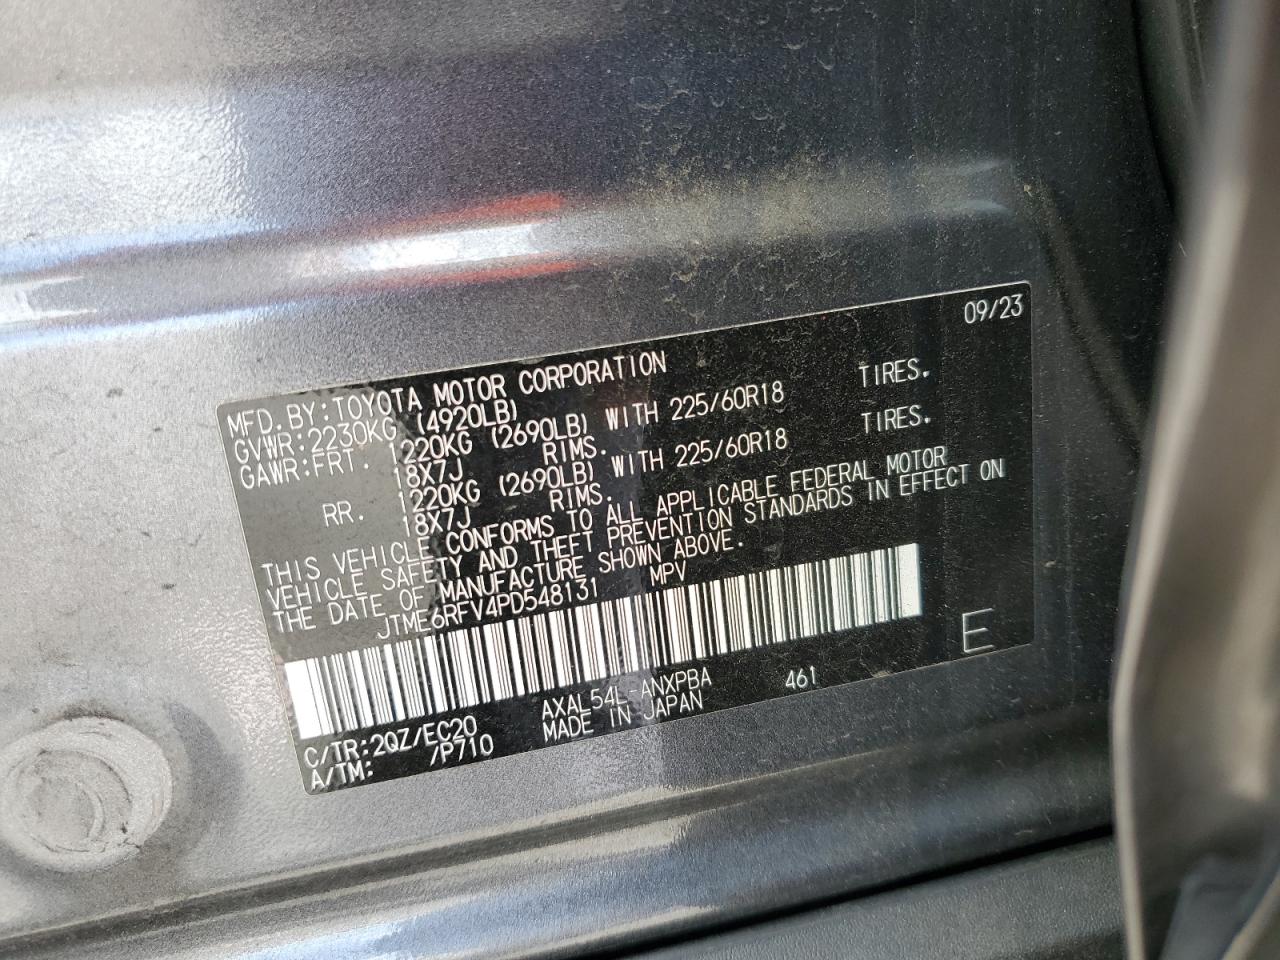 09/23
MFD. BY: TOYOTA MOTOR CORPORATION
GVWR: 2230KG (4920LB)
GAWR: FRT. 1220KG (2690LB) WITH 225/60R18 TIRES.
18X7J RIMS.
RR. 1220KG (2690LB) WITH 225/60R18 TIRES.
18X7J RIMS.
THIS VEHICLE CONFORMS TO ALL APPLICABLE FEDERAL MOTOR
VEHICLE SAFETY AND THEFT PREVENTION STANDARDS IN EFFECT ON
THE DATE OF MANUFACTURE SHOWN ABOVE.
JTME6RFV4PD548131 MPV
E
C/TR: 2QZ/EC20 AXAL54L-ANXPBA 461
A/TM: /P710 MADE IN JAPAN